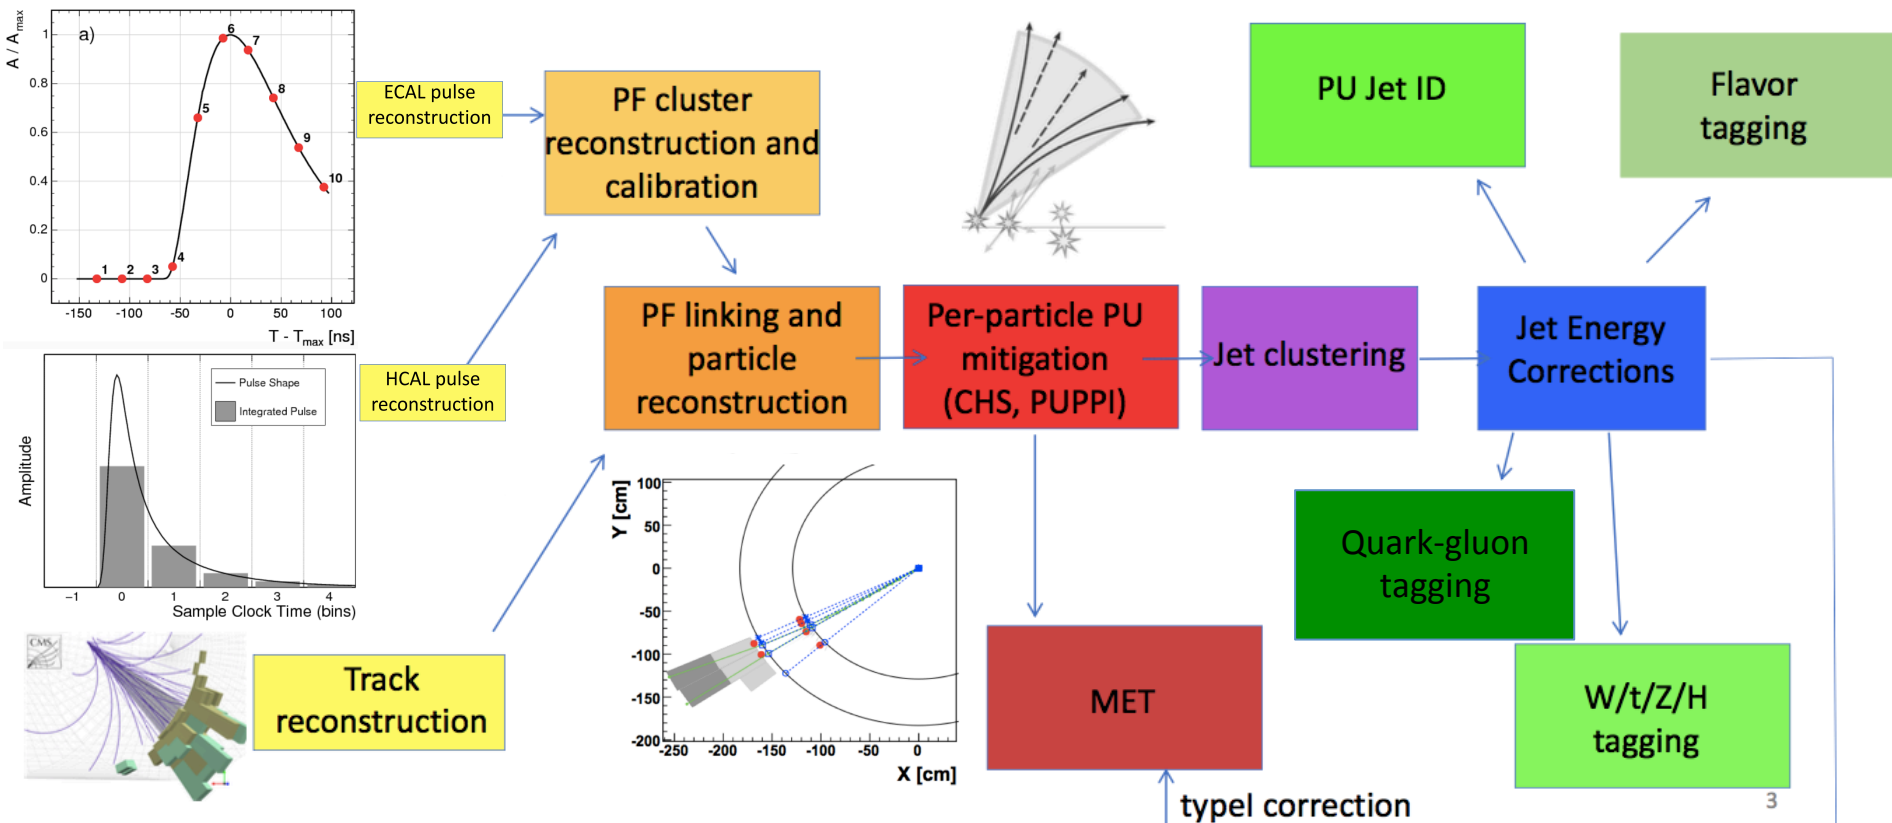 a)
A / Amax
1
0.8
0.6
0.4
0.2
0
1
2
3
4
5
6
7
8
9
10
-150
-100
-50
0
50
100
T - Tmax [ns]
ECAL pulse
reconstruction
PF cluster
reconstruction and
calibration
PU Jet ID
Flavor
tagging
Pulse Shape
Integrated Pulse
Amplitude
−1
0
1
2
3
4
Sample Clock Time (bins)
HCAL pulse
reconstruction
PF linking and
particle
reconstruction
Per-particle PU
mitigation
(CHS, PUPPI)
Jet clustering
Jet Energy
Corrections
CMS
Track
reconstruction
Y [cm]
100
50
0
-50
-100
-150
-200
-250
-200
-150
-100
-50
0
X [cm]
Quark-gluon
tagging
MET
W/t/Z/H
tagging
typeI correction
3